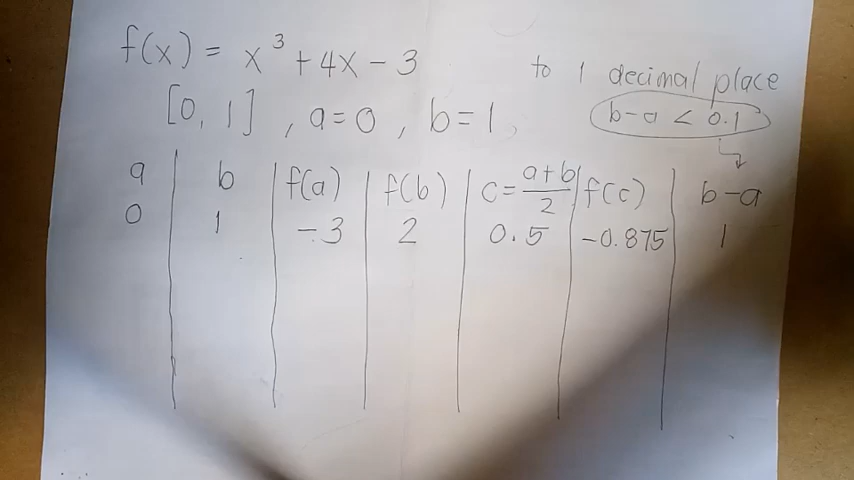 f(x) = x³ + 4x − 3
to 1 decimal place
[0, 1] , a=0 , b=1,
b−a < 0.1
a | b | f(a) | f(b) | c = (a+b)/2 | f(c) | b−a
0 | 1 | −3 | 2 | 0.5 | −0.875 | 1